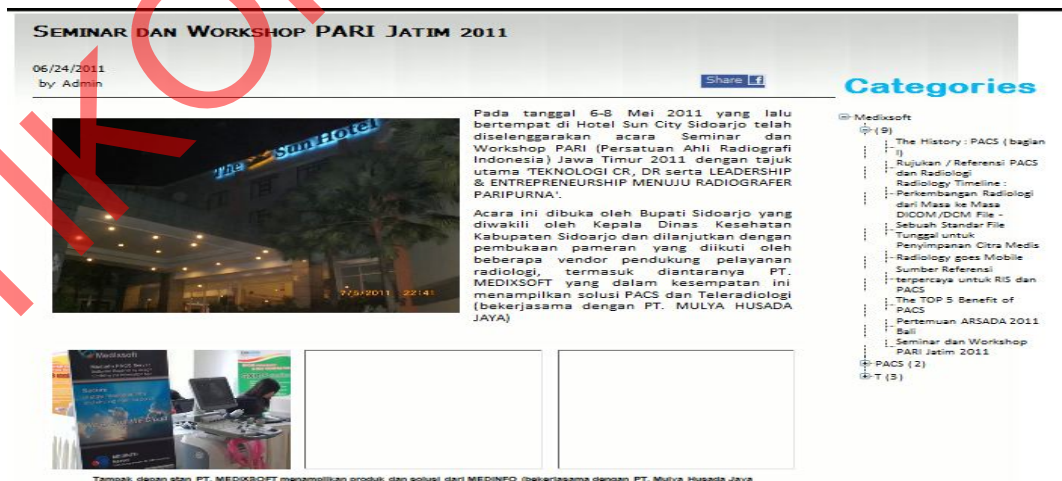 IKO
SEMINAR DAN WORKSHOP PARI JATIM 2011
06/24/2011
by Admin
Share f
The Sun Hotel
7/5/2011 22:41
Pada tanggal 6-8 Mei 2011 yang lalu
bertempat di Hotel Sun City Sidoarjo telah
diselenggarakan acara Seminar dan
Workshop PARI (Persatuan Ahli Radiografi
Indonesia) Jawa Timur 2011 dengan tajuk
utama 'TEKNOLOGI CR, DR serta LEADERSHIP
& ENTREPRENEURSHIP MENUJU RADIOGRAFER
PARIPURNA'.
Acara ini dibuka oleh Bupati Sidoarjo yang
diwakili oleh Kepala Dinas Kesehatan
Kabupaten Sidoarjo dan dilanjutkan dengan
pembukaan pameran yang diikuti oleh
beberapa vendor pendukung pelayanan
radiologi, termasuk diantaranya PT.
MEDIXSOFT yang dalam kesempatan ini
menampilkan solusi PACS dan Teleradiologi
(bekerjasama dengan PT. MULYA HUSADA
JAYA)
Medixsoft
MEDINFO
Tampak depan stan PT. MEDIXSOFT menampilkan produk dan solusi dari MEDINFO (bekerjasama dengan PT. Mulya Husada Jaya
Categories
Medixsoft
(9)
The History : PACS (bagian
I)
Rujukan / Referensi PACS
dan Radiologi
Radiology Timeline :
Perkembangan Radiologi
dari Masa ke Masa
DICOM/DCM File -
Sebuah Standar File
Tunggal untuk
Penyimpanan Citra Medis
Radiology goes Mobile
Sumber Referensi
terpercaya untuk RIS dan
PACS
The TOP 5 Benefit of
PACS
Pertemuan ARSADA 2011
Bali
Seminar dan Workshop
PARI Jatim 2011
PACS (2)
T (3)